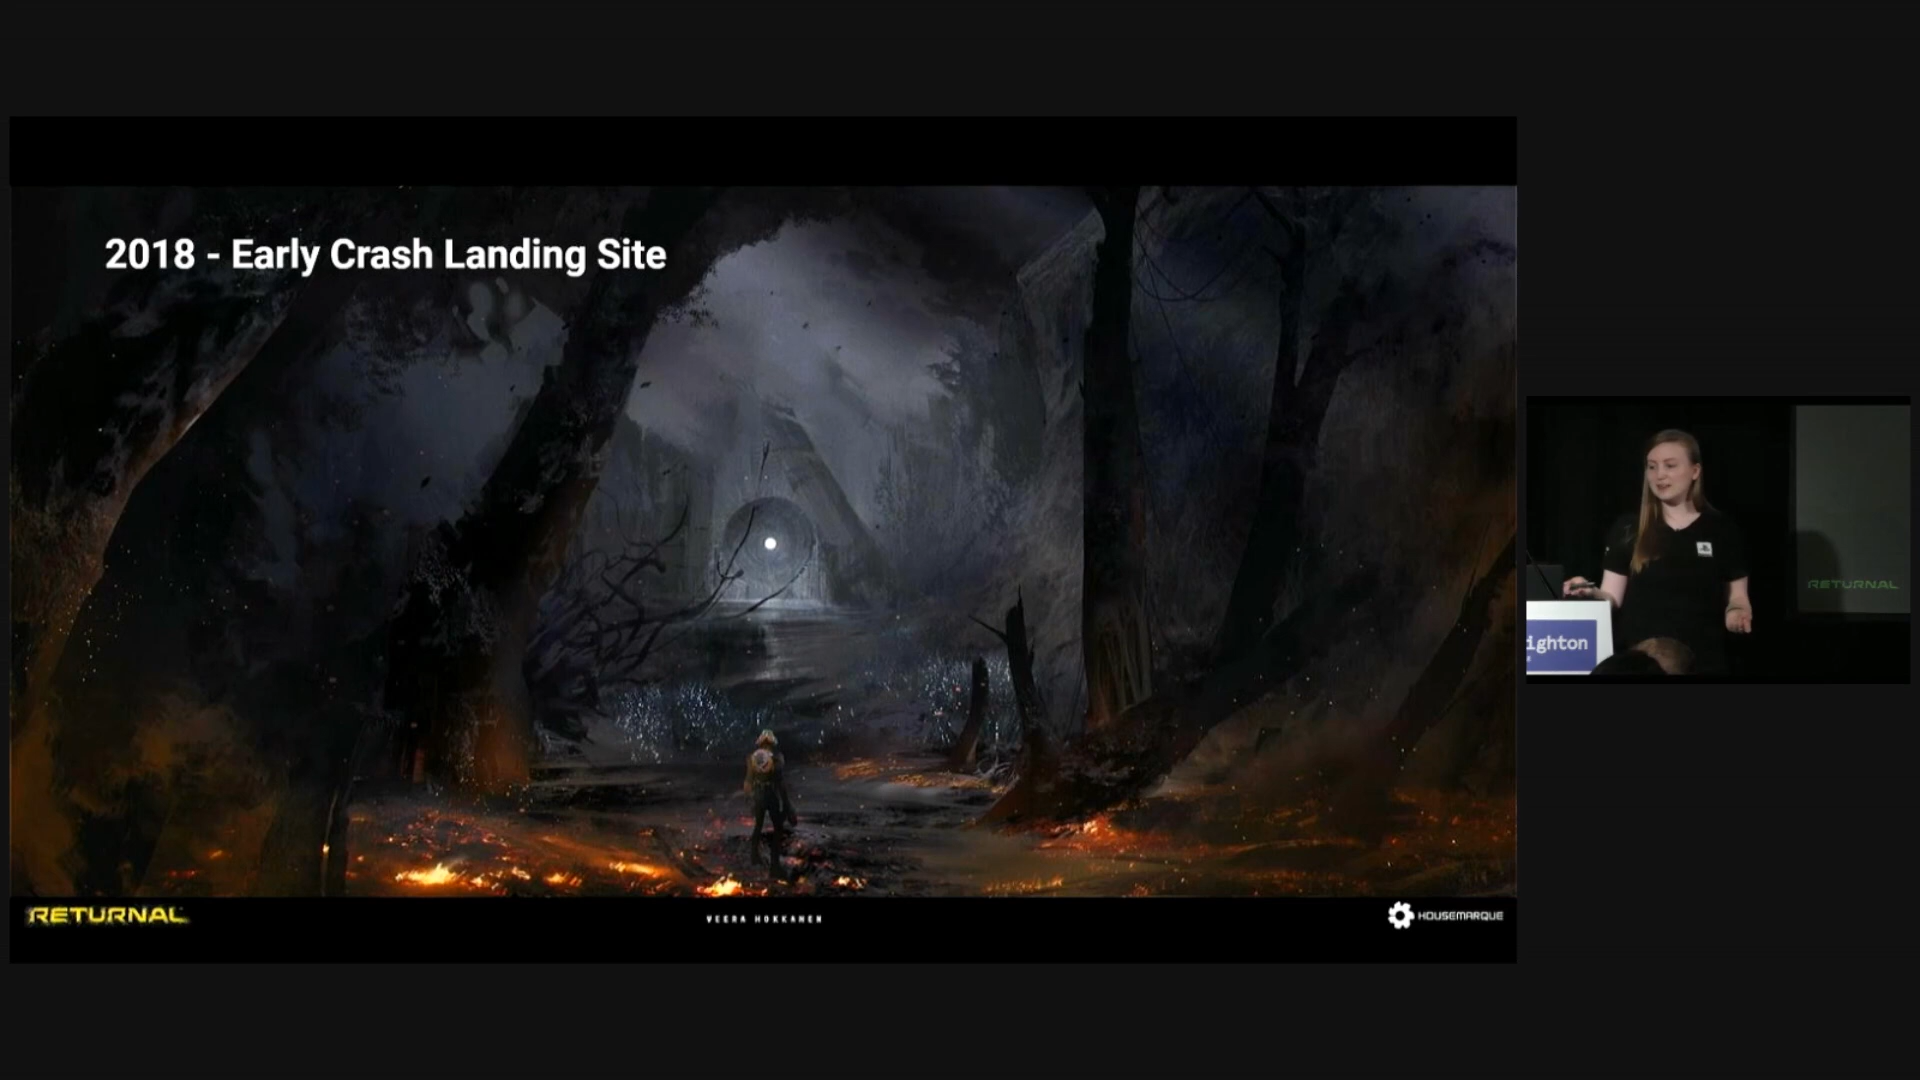 2018 - Early Crash Landing Site
RETURNAL
ighton
RETURNAL
VEERA HOKKANEN
HOUSEMARQUE